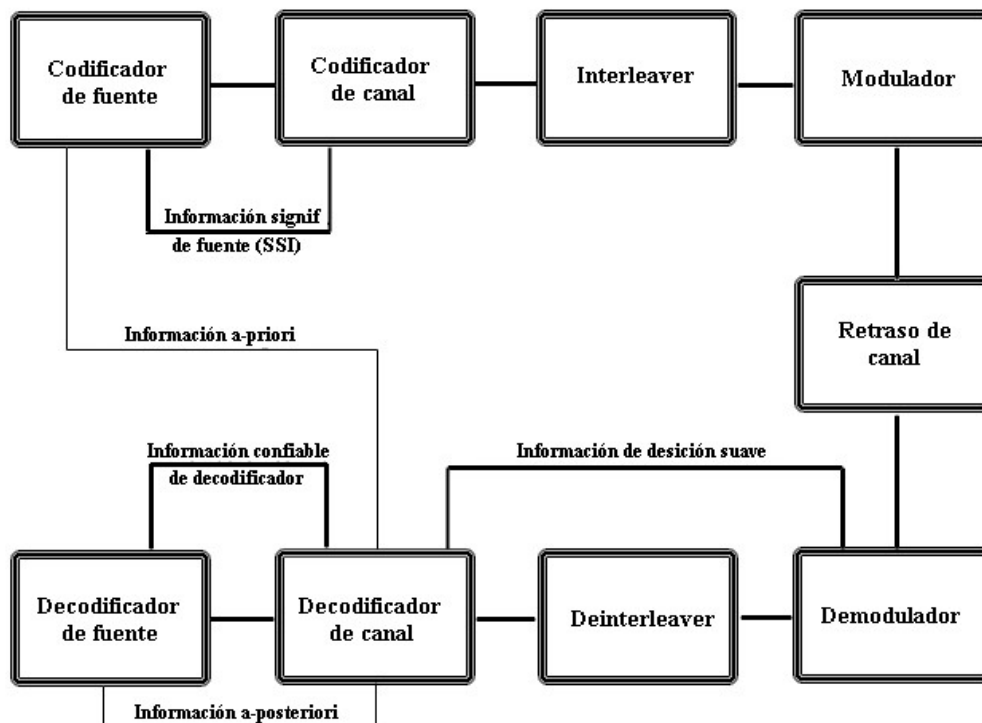 Codificador
de fuente
Codificador
de canal
Interleaver
Modulador
Información signif
de fuente (SSI)
Información a-priori
Retraso de
canal
Información confiable
de decodificador
Información de desición suave
Decodificador
de fuente
Decodificador
de canal
Deinterleaver
Demodulador
Información a-posteriori